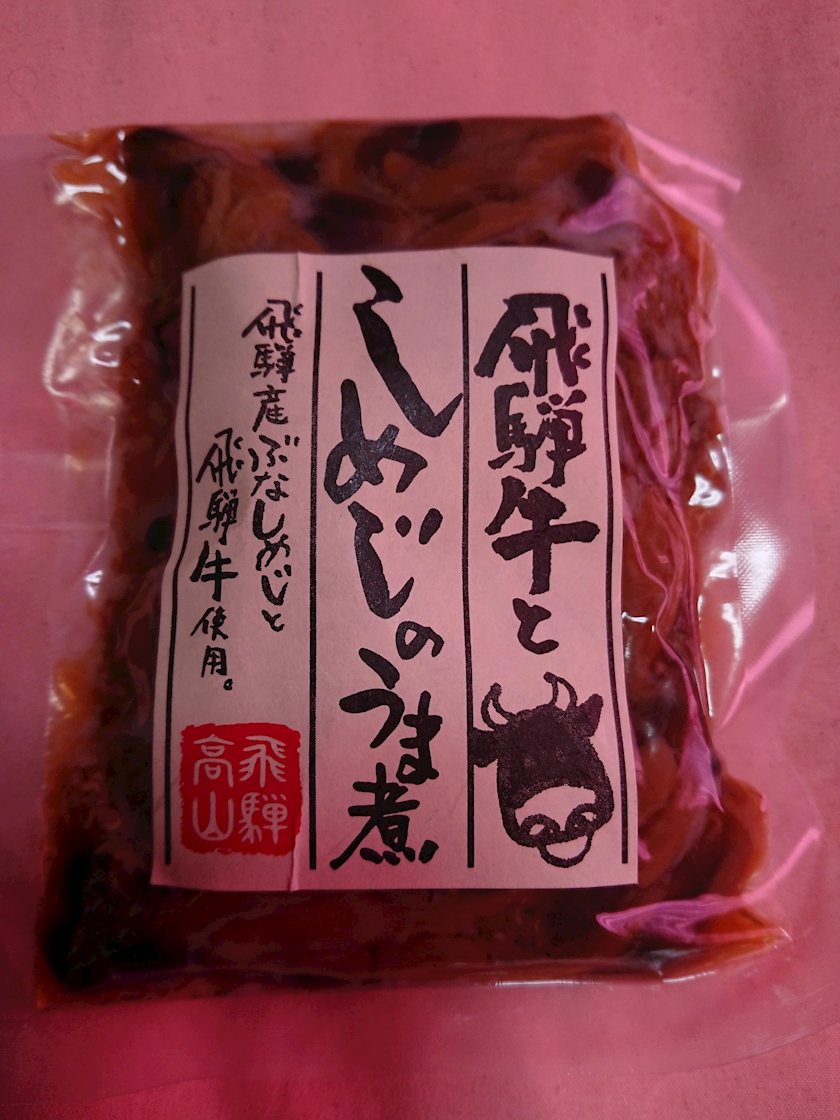 飛騨牛と
しめじのうま煮
飛騨産ぶなしめじと
飛騨牛使用。
飛騨
高山